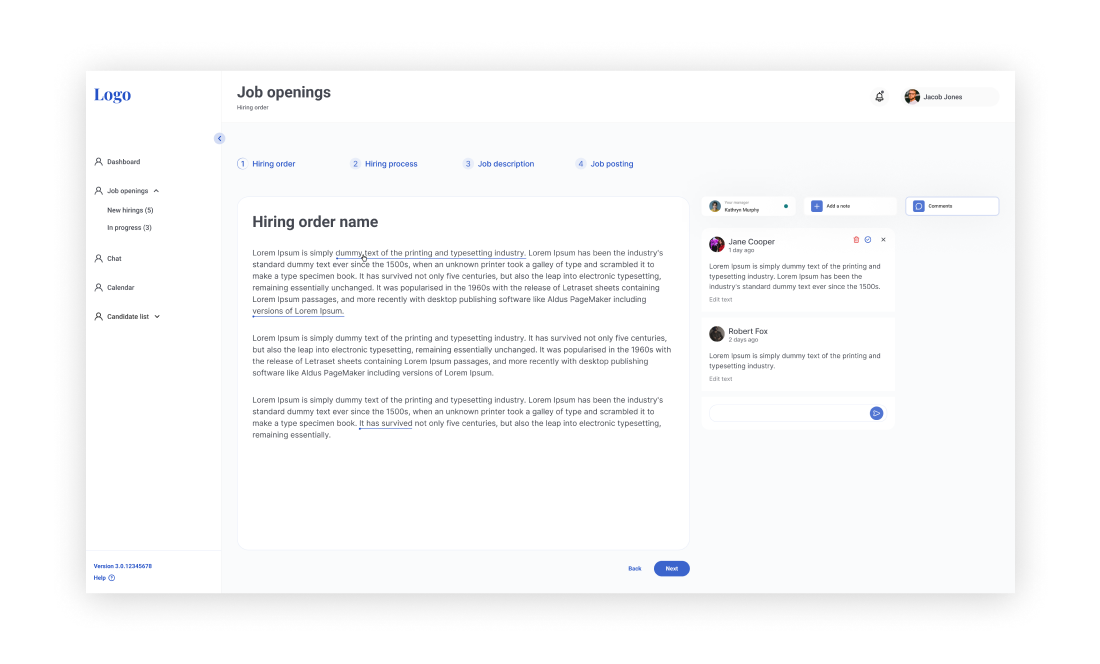 Logo
Job openings
Hiring order
Jacob Jones
Dashboard
Job openings
New hirings (5)
In progress (3)
Chat
Calendar
Candidate list
Version 3.0.12345678
Help
1 Hiring order
2 Hiring process
3 Job description
4 Job posting
Hiring order name
Lorem Ipsum is simply dummy text of the printing and typesetting industry. Lorem Ipsum has been the industry's
standard dummy text ever since the 1500s, when an unknown printer took a galley of type and scrambled it to
make a type specimen book. It has survived not only five centuries, but also the leap into electronic typesetting,
remaining essentially unchanged. It was popularised in the 1960s with the release of Letraset sheets containing
Lorem Ipsum passages, and more recently with desktop publishing software like Aldus PageMaker including
versions of Lorem Ipsum.
Lorem Ipsum is simply dummy text of the printing and typesetting industry. It has survived not only five centuries,
but also the leap into electronic typesetting, remaining essentially unchanged. It was popularised in the 1960s with
the release of Letraset sheets containing Lorem Ipsum passages, and more recently with desktop publishing
software like Aldus PageMaker including versions of Lorem Ipsum.
Lorem Ipsum is simply dummy text of the printing and typesetting industry. Lorem Ipsum has been the industry's
standard dummy text ever since the 1500s, when an unknown printer took a galley of type and scrambled it to
make a type specimen book. It has survived not only five centuries, but also the leap into electronic typesetting,
remaining essentially.
Back
Next
Your manager
Kathryn Murphy
Add a note
Comments
Jane Cooper
1 day ago
Lorem Ipsum is simply dummy text of the printing and
typesetting industry. Lorem Ipsum has been the
industry's standard dummy text ever since the 1500s.
Edit text
Robert Fox
2 days ago
Lorem Ipsum is simply dummy text of the printing and
typesetting industry.
Edit text